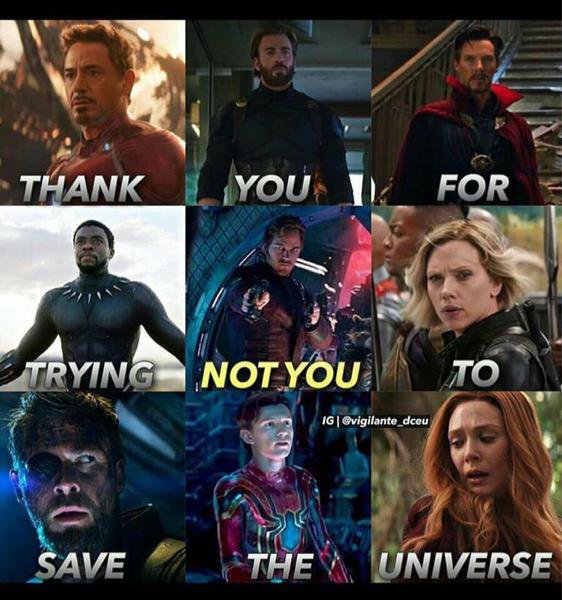 THANK YOU FOR
TRYING NOT YOU TO
IG | @vigilante_dceu
SAVE THE UNIVERSE